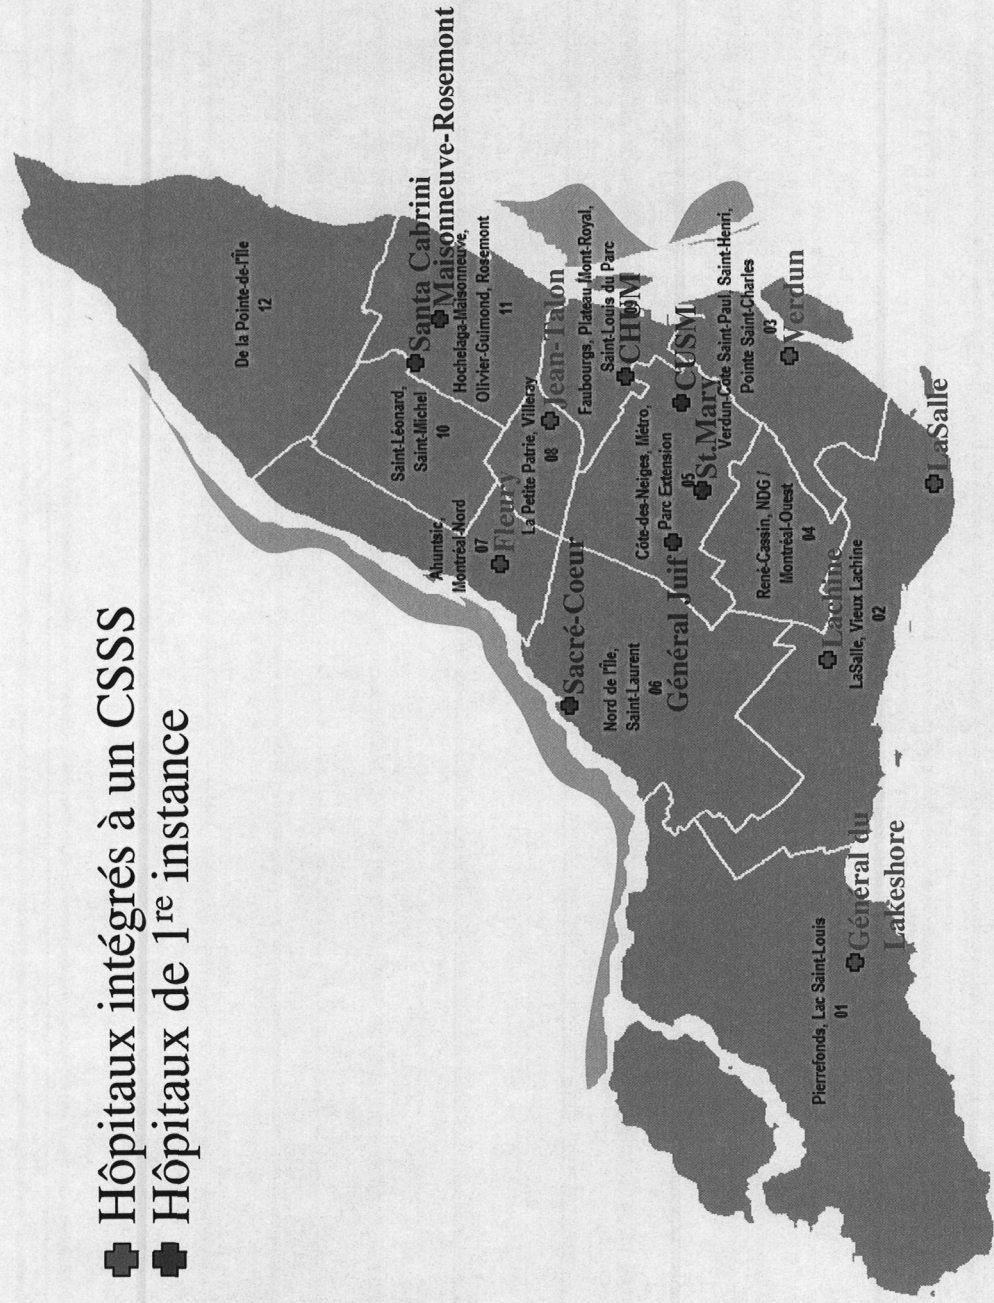 Hôpitaux intégrés à un CSSS
Hôpitaux de 1re instance
De la Pointe-de-l'Île
12
Santa Cabrini
Maisonneuve-Rosemont
Hochelaga-Maisonneuve,
Olivier-Guimond, Rosemont
11
Saint-Léonard,
Saint-Michel
10
Ahuntsic,
Montréal-Nord
07
Fleury
La Petite Patrie, Villeray
08
Jean-Talon
Faubourgs, Plateau Mont-Royal,
Saint-Louis du Parc
09
CHUM
Sacré-Coeur
Nord de l'Île,
Saint-Laurent
06
Général Juif
Côte-des-Neiges, Métro,
Parc Extension
05
St.Mary
CUSM
Verdun-Côte Saint-Paul, Saint-Henri,
Pointe Saint-Charles
03
Verdun
René-Cassin, NDG /
Montréal-Ouest
04
Lachine
LaSalle, Vieux Lachine
02
LaSalle
Pierrefonds, Lac Saint-Louis
01
Général du
Lakeshore